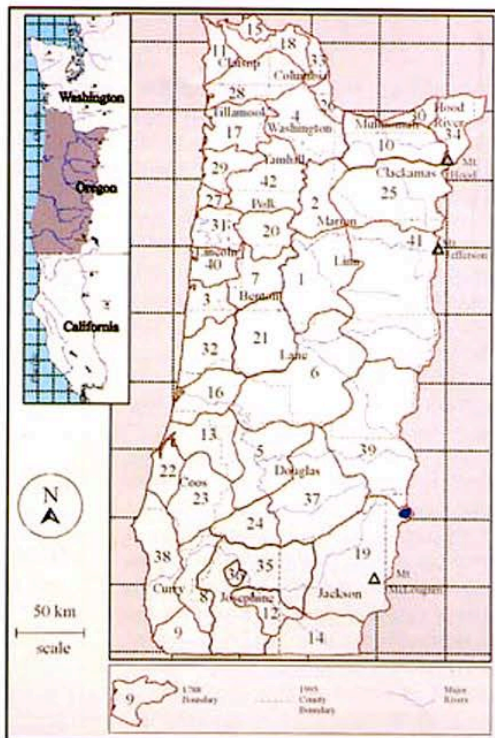 Washington
Oregon
California
15
11
18
33
Clatsop
Columbia
28
26
Tillamook
4
17
Washington
30
Hood
River
Multnomah
34
10
Mt.
Hood
29
Yamhill
42
Clackamas
25
27
Polk
2
Marion
31
20
41
Mt.
Jefferson
Lincoln
Linn
40
7
1
3
Benton
32
21
Lane
6
16
13
5
39
22
Coos
23
Douglas
37
24
38
35
19
36
Mt.
McLoughlin
Curry
8
Josephine
12
Jackson
9
14
N
50 km
scale
9
1788
Boundary
1995
County
Boundary
Major
Rivers